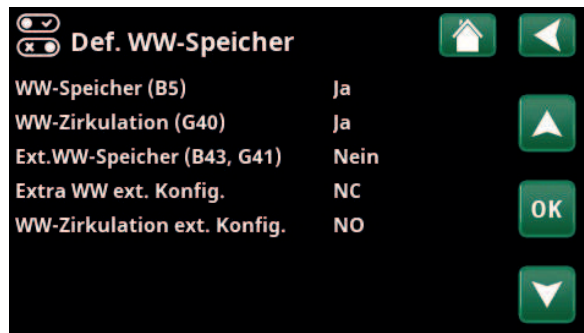 Def. WW-Speicher
WW-Speicher (B5) Ja
WW-Zirkulation (G40) Ja
Ext.WW-Speicher (B43, G41) Nein
Extra WW ext. Konfig. NC
WW-Zirkulation ext. Konfig. NO
OK